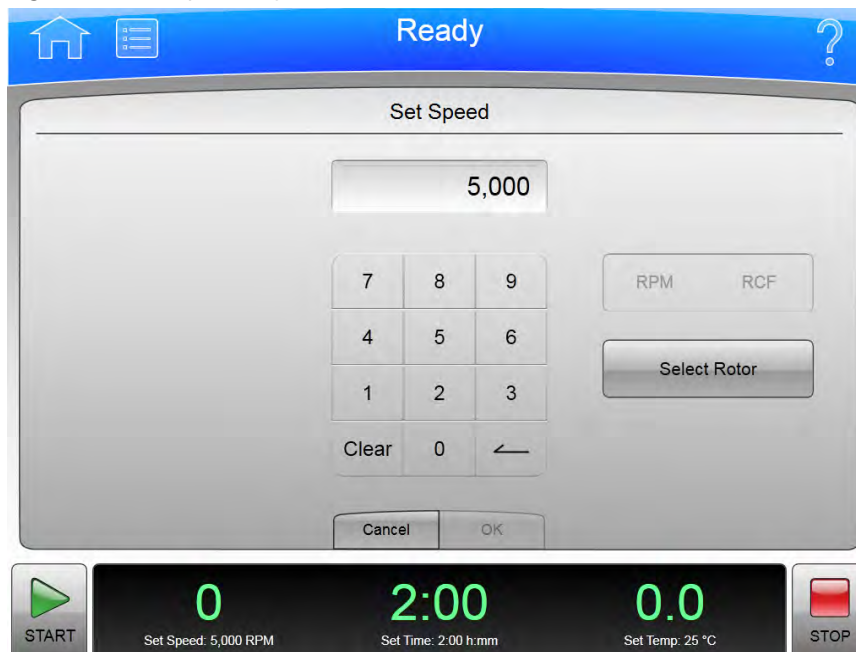 Ready
?
Set Speed
5,000
7 8 9
RPM RCF
4 5 6
Select Rotor
1 2 3
Clear 0
Cancel OK
0 2:00 0.0
START Set Speed: 5,000 RPM Set Time: 2:00 h:mm Set Temp: 25 °C STOP